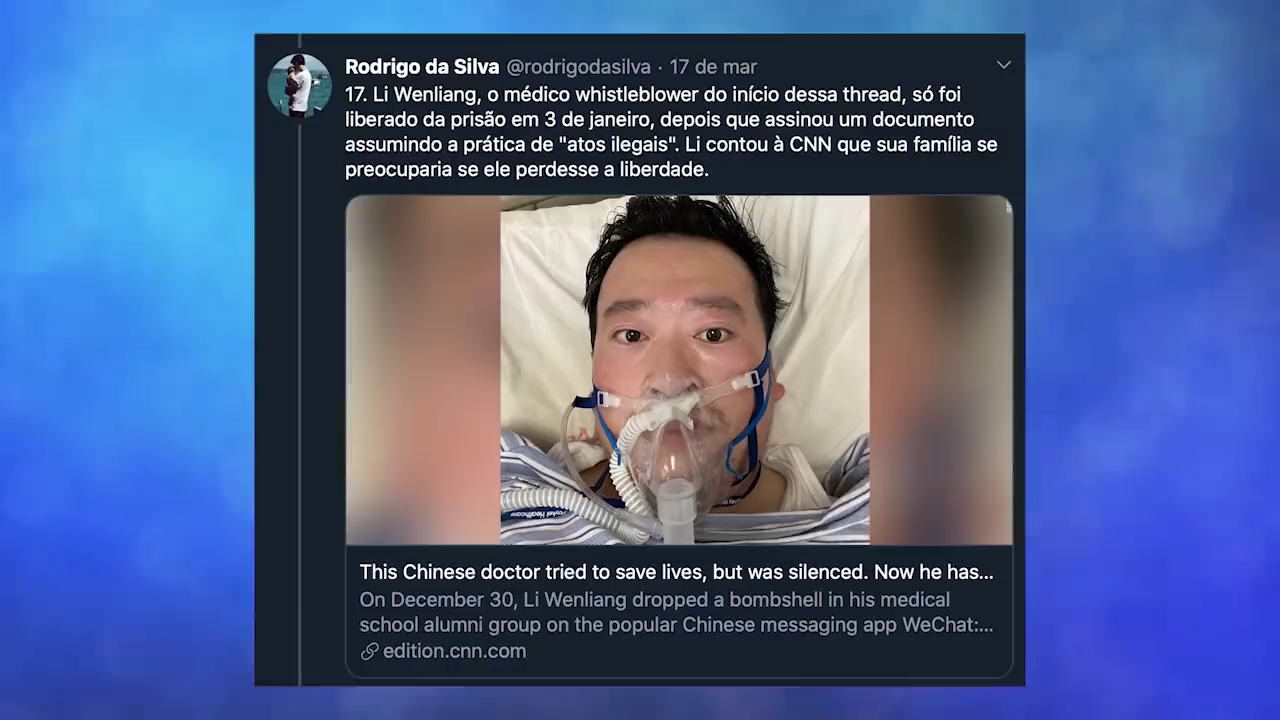 Rodrigo da Silva @rodrigodasilva · 17 de mar
17. Li Wenliang, o médico whistleblower do início dessa thread, só foi
liberado da prisão em 3 de janeiro, depois que assinou um documento
assumindo a prática de "atos ilegais". Li contou à CNN que sua família se
preocuparia se ele perdesse a liberdade.
This Chinese doctor tried to save lives, but was silenced. Now he has...
On December 30, Li Wenliang dropped a bombshell in his medical
school alumni group on the popular Chinese messaging app WeChat:...
edition.cnn.com